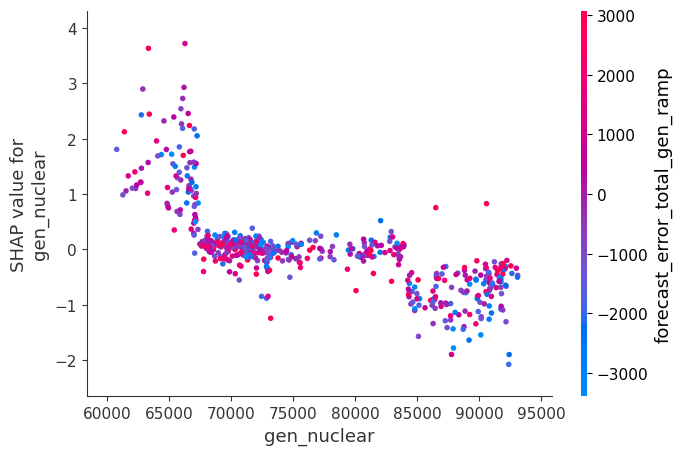 4
3
2
1
0
−1
−2
SHAP value for
gen_nuclear
60000 65000 70000 75000 80000 85000 90000 95000
gen_nuclear
3000
2000
1000
0
−1000
−2000
−3000
forecast_error_total_gen_ramp